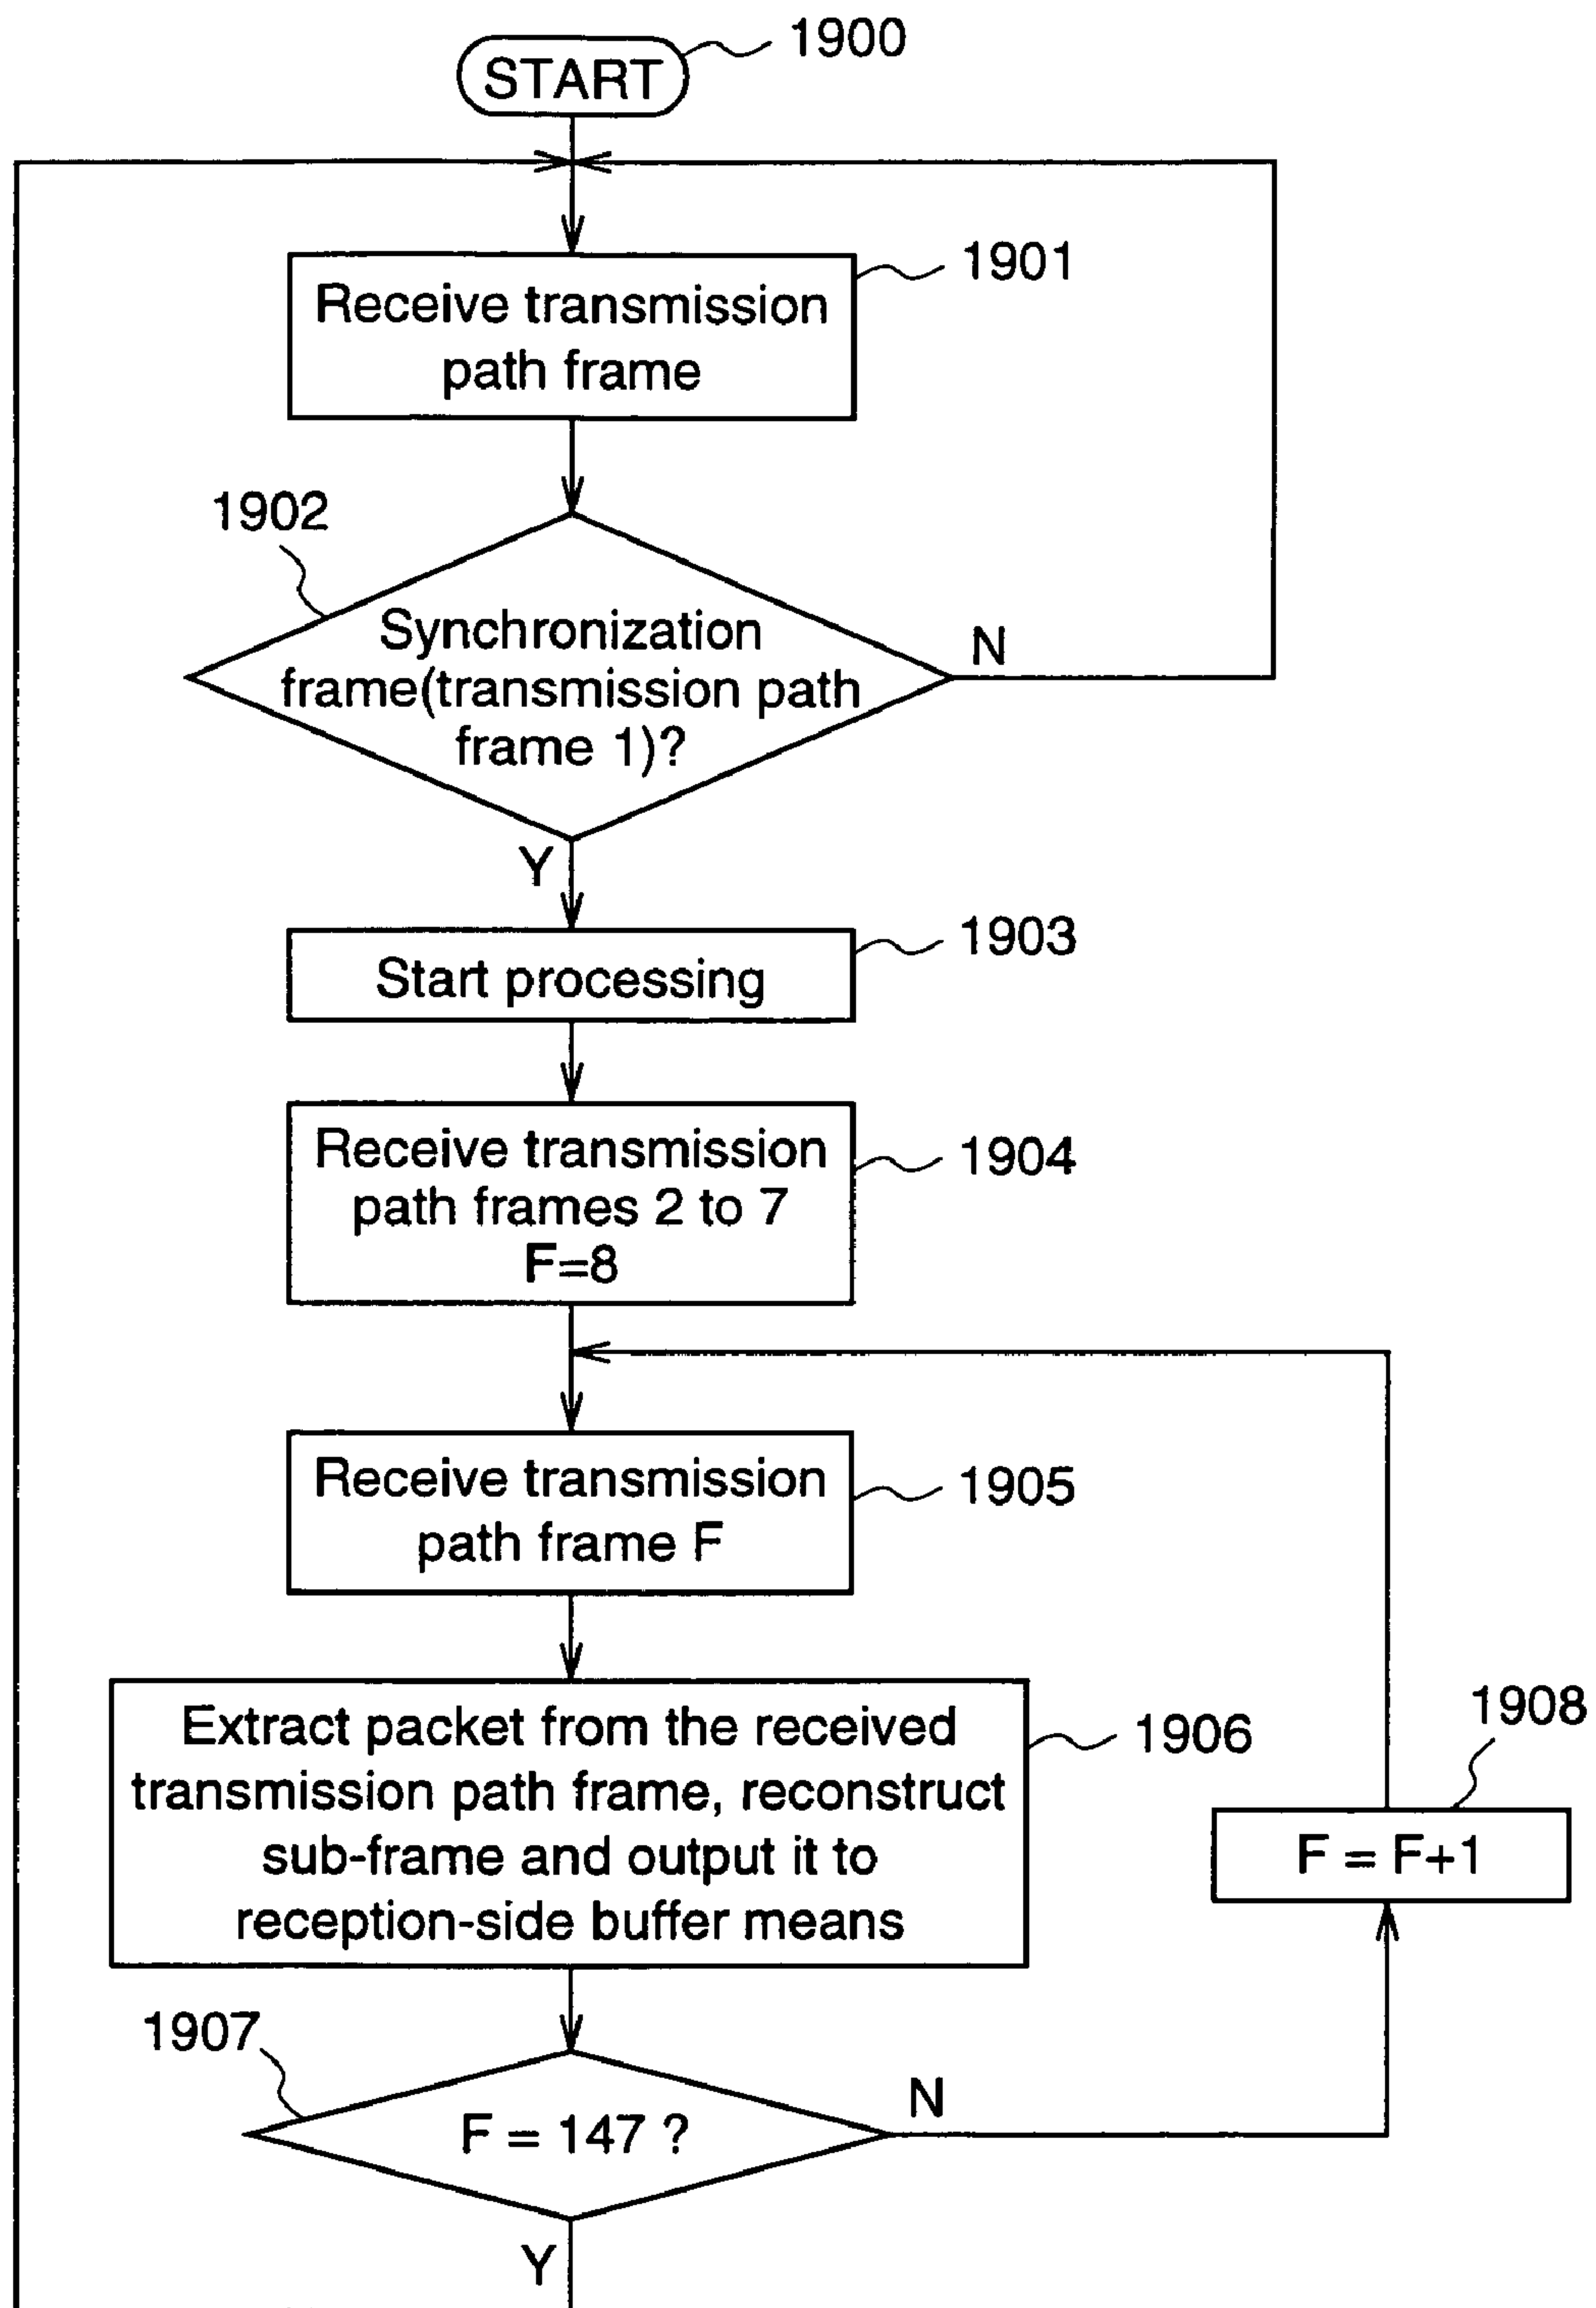 START
1900
Receive transmission
path frame
1901
1902
Synchronization
frame(transmission path
frame 1)?
N
Y
Start processing
1903
Receive transmission
path frames 2 to 7
F=8
1904
Receive transmission
path frame F
1905
Extract packet from the received
transmission path frame, reconstruct
sub-frame and output it to
reception-side buffer means
1906
1908
F = F+1
1907
F = 147 ?
N
Y